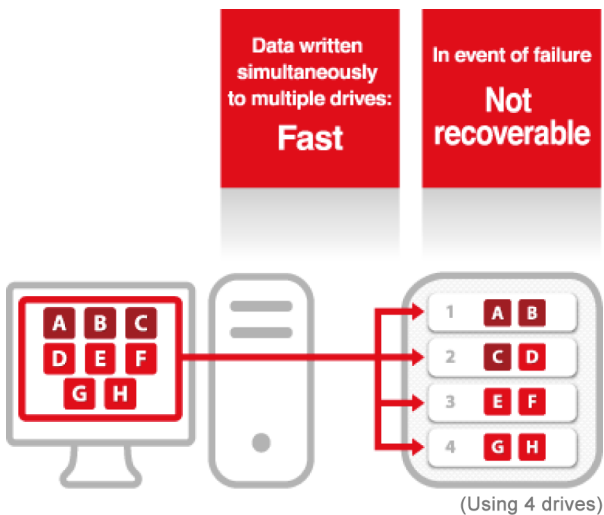 Data written
simultaneously
to multiple drives:
Fast
In event of failure
Not
recoverable
A B C
D E F
G H
1 A B
2 C D
3 E F
4 G H
(Using 4 drives)